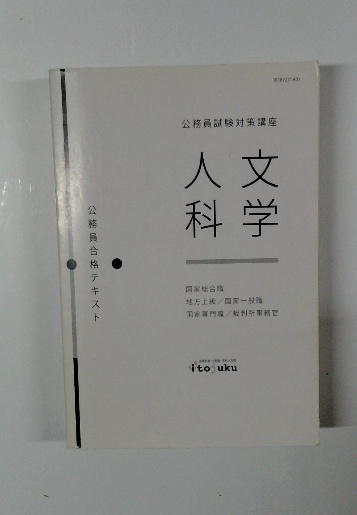 公務員試験対策講座
人文
科学
公務員合格テキスト
国家総合職
地方上級／国家一般職
国家専門職／裁判所事務官
itojuku